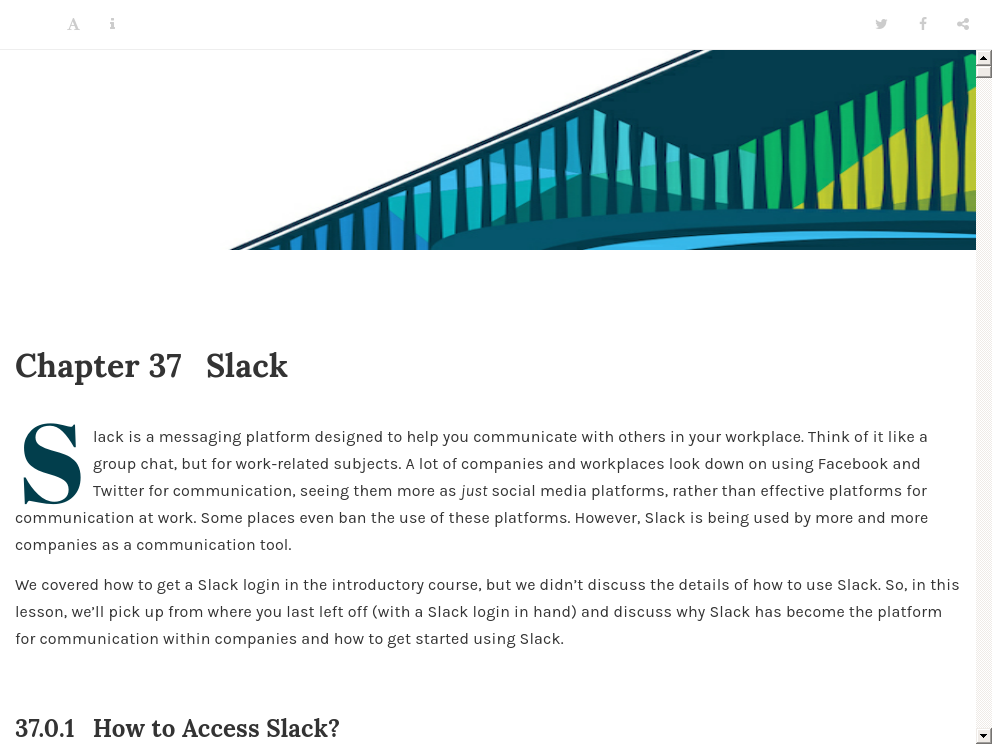 Chapter 37 Slack
Slack is a messaging platform designed to help you communicate with others in your workplace. Think of it like a
group chat, but for work-related subjects. A lot of companies and workplaces look down on using Facebook and
Twitter for communication, seeing them more as just social media platforms, rather than effective platforms for
communication at work. Some places even ban the use of these platforms. However, Slack is being used by more and more
companies as a communication tool.
We covered how to get a Slack login in the introductory course, but we didn’t discuss the details of how to use Slack. So, in this
lesson, we’ll pick up from where you last left off (with a Slack login in hand) and discuss why Slack has become the platform
for communication within companies and how to get started using Slack.
37.0.1 How to Access Slack?